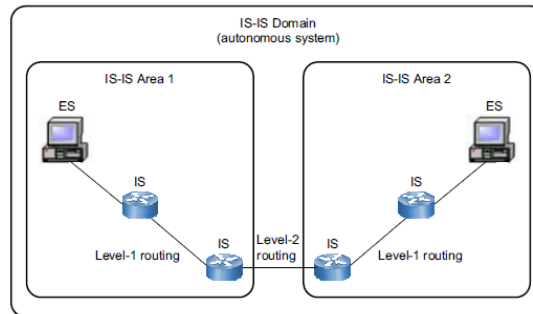 IS-IS Domain
(autonomous system)
IS-IS Area 1
IS-IS Area 2
ES
ES
IS
IS
Level-1 routing
IS
Level-2
routing
IS
Level-1 routing